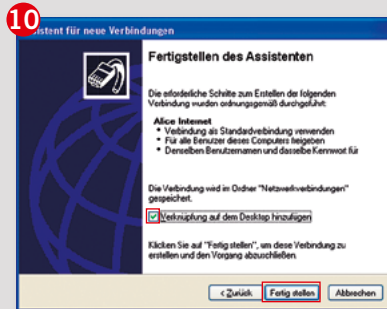 10
istent für neue Verbindungen
Fertigstellen des Assistenten
Die erforderliche Schritte zum Erstellen der folgenden
Verbindung wurden ordnungsgemäß durchgeführt:
Alice Internet
* Verbindung als Standardverbindung verwenden
* Für alle Benutzer dieses Computers freigeben
* Denselben Benutzernamen und dasselbe Kennwort für
Die Verbindung wird im Ordner "Netzwerkverbindungen"
gespeichert.
Verknüpfung auf dem Desktop hinzufügen
Klicken Sie auf "Fertig stellen", um diese Verbindung zu
erstellen und den Vorgang abzuschließen.
< Zurück Fertig stellen Abbrechen